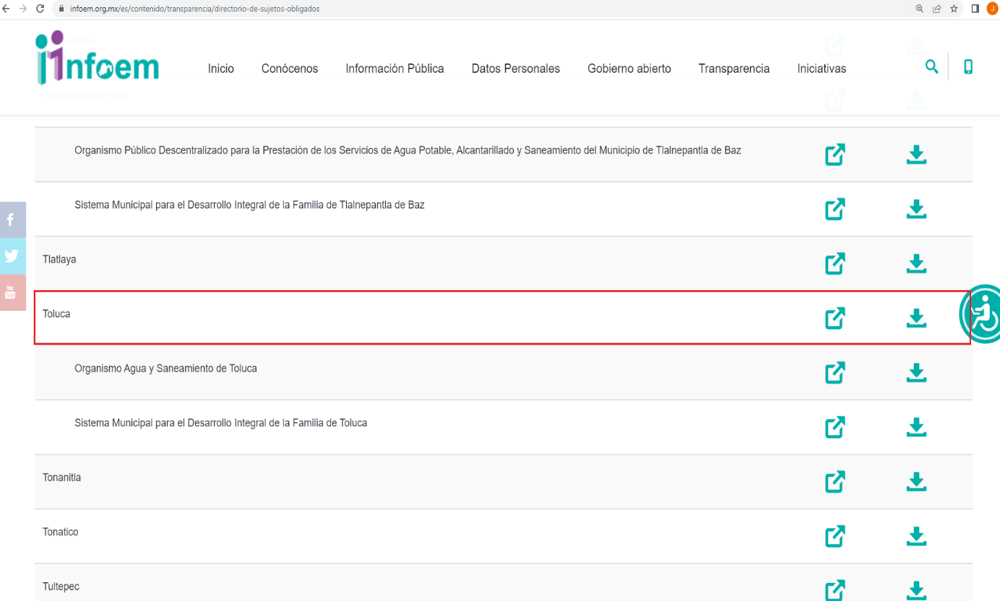 infoem.org.mx/es/contenido/transparencia/directorio-de-sujetos-obligados
J
infoem
Inicio
Conócenos
Información Pública
Datos Personales
Gobierno abierto
Transparencia
Iniciativas
Tlalnepantla de Baz
Organismo Público Descentralizado para la Prestación de los Servicios de Agua Potable, Alcantarillado y Saneamiento del Municipio de Tlalnepantla de Baz
Sistema Municipal para el Desarrollo Integral de la Familia de Tlalnepantla de Baz
Tlatlaya
Toluca
Organismo Agua y Saneamiento de Toluca
Sistema Municipal para el Desarrollo Integral de la Familia de Toluca
Tonanitla
Tonatico
Tultepec